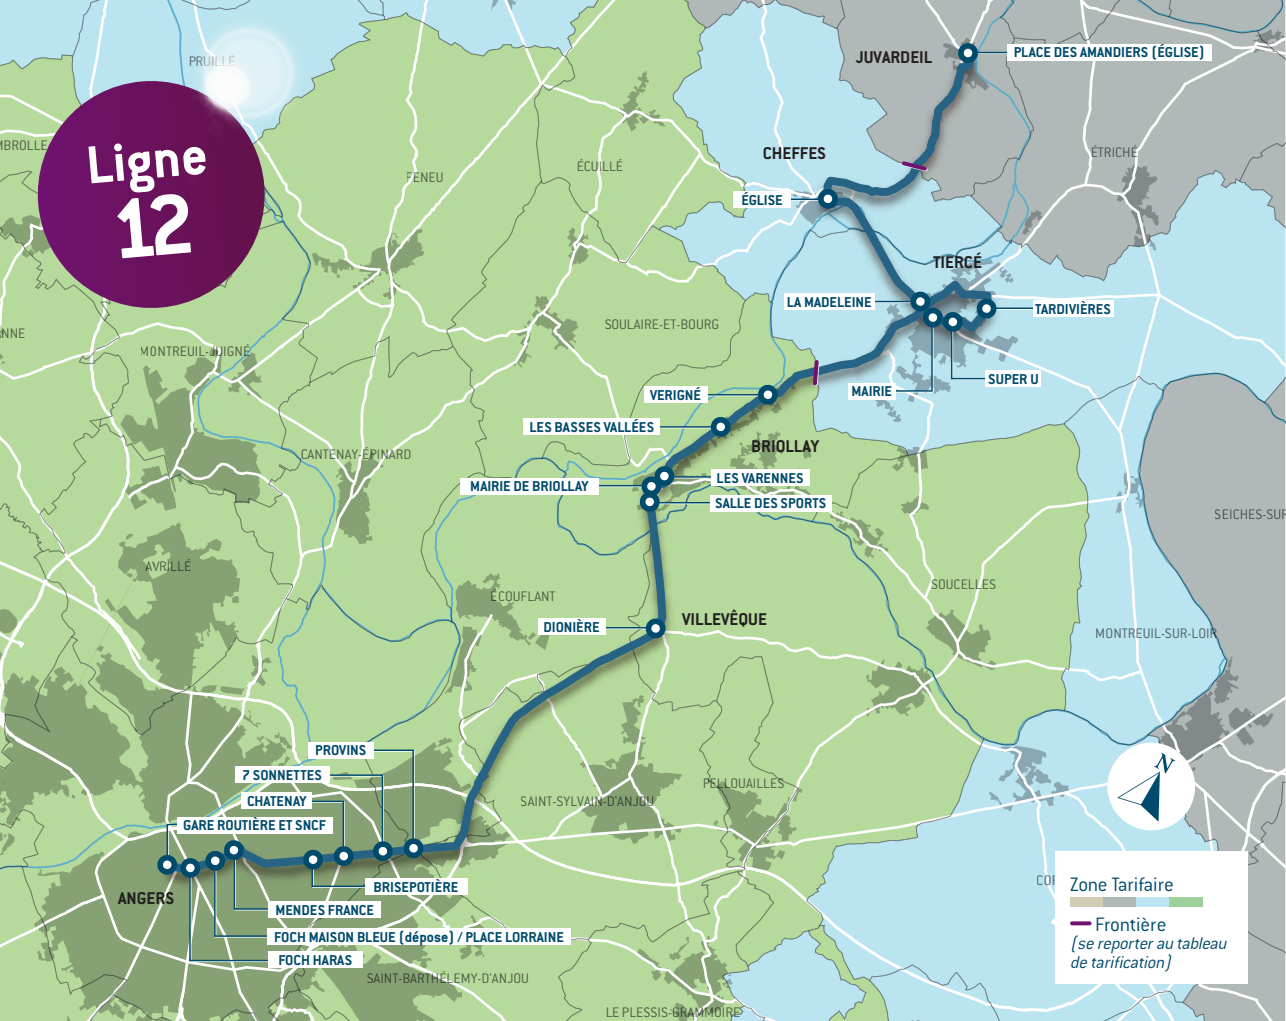 PRUILLÉ
Ligne
12
JUVARDEIL
PLACE DES AMANDIERS (ÉGLISE)
CHEFFES
ÉTRICHÉ
ÉCUILLÉ
FENEU
ÉGLISE
TIERCÉ
LA MADELEINE
TARDIVIÈRES
SOULAIRE-ET-BOURG
MONTREUIL-JUIGNÉ
SUPER U
MAIRIE
VERIGNÉ
LES BASSES VALLÉES
BRIOLLAY
CANTENAY-ÉPINARD
LES VARENNES
MAIRIE DE BRIOLLAY
SALLE DES SPORTS
SEICHES-SUR
AVRILLÉ
SOUCELLES
ÉCOUFLANT
VILLEVÊQUE
DIONIÈRE
MONTREUIL-SUR-LOIR
PROVINS
7 SONNETTES
N
PELLOUAILLES
CHATENAY
SAINT-SYLVAIN-D'ANJOU
GARE ROUTIÈRE ET SNCF
BRISEPOTIÈRE
ANGERS
MENDES FRANCE
FOCH MAISON BLEUE (dépose) / PLACE LORRAINE
FOCH HARAS
SAINT-BARTHÉLEMY-D'ANJOU
LE PLESSIS-GRAMMOIRE
Zone Tarifaire
Frontière
(se reporter au tableau
de tarification)